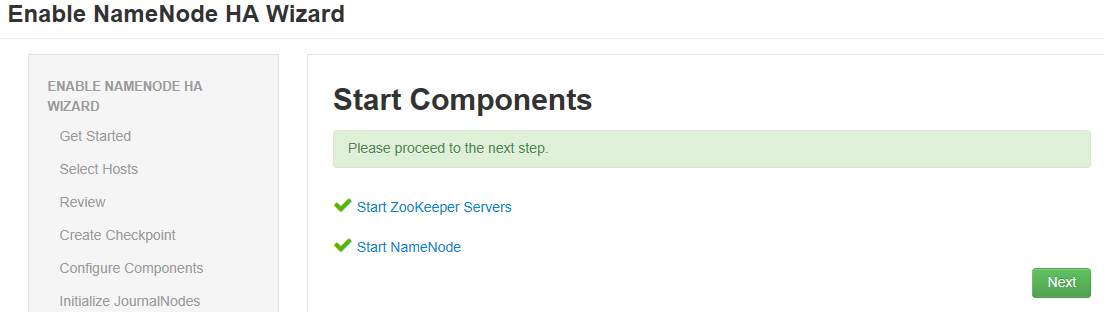 Enable NameNode HA Wizard
ENABLE NAMENODE HA
WIZARD
Get Started
Select Hosts
Review
Create Checkpoint
Configure Components
Initialize JournalNodes
Start Components
Please proceed to the next step.
Start ZooKeeper Servers
Start NameNode
Next